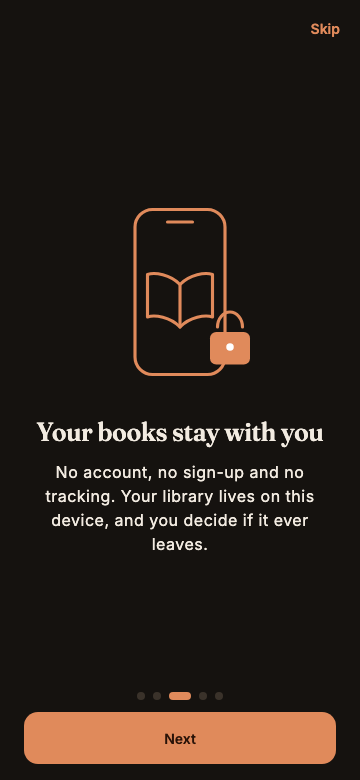 Skip
Your books stay with you
No account, no sign-up and no
tracking. Your library lives on this
device, and you decide if it ever
leaves.
Next